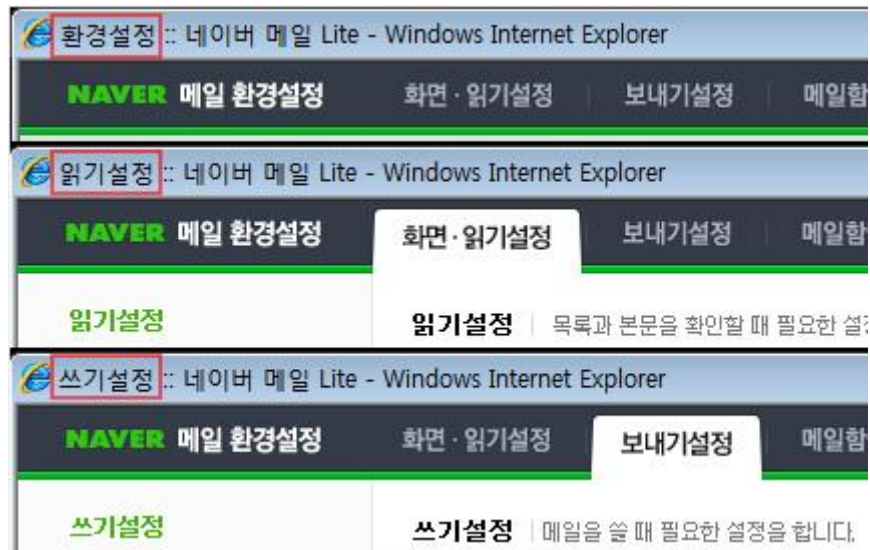 환경설정 :: 네이버 메일 Lite - Windows Internet Explorer
NAVER 메일 환경설정 화면·읽기설정 보내기설정 메일함
읽기설정 :: 네이버 메일 Lite - Windows Internet Explorer
NAVER 메일 환경설정 화면·읽기설정 보내기설정 메일함
읽기설정 읽기설정 목록과 본문을 확인할 때 필요한
쓰기설정 :: 네이버 메일 Lite - Windows Internet Explorer
NAVER 메일 환경설정 화면·읽기설정 보내기설정 메일함
쓰기설정 쓰기설정 메일을 쓸 때 필요한 설정을 합니다.